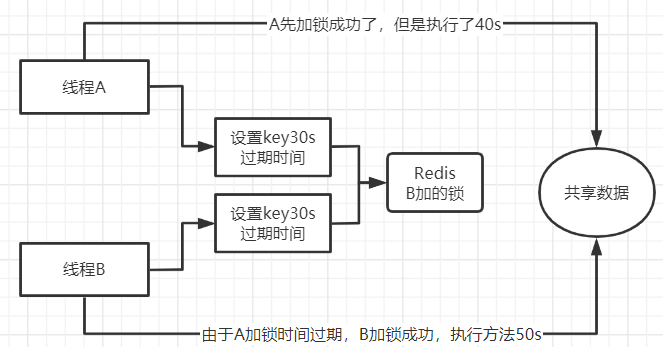 A先加锁成功了，但是执行了40s
线程A
设置key30s
过期时间
Redis
B加的锁
共享数据
设置key30s
过期时间
线程B
由于A加锁时间过期，B加锁成功，执行方法50s